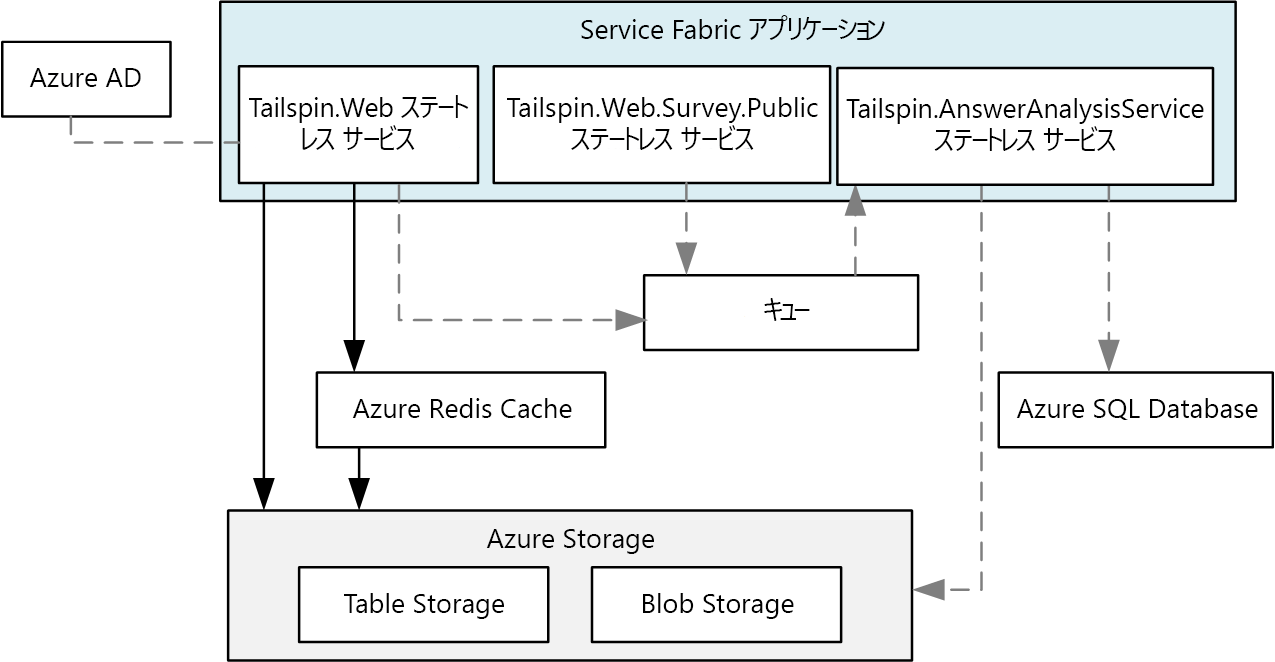 Service Fabric アプリケーション
Azure AD
Tailspin.Web ステート
レス サービス
Tailspin.Web.Survey.Public
ステートレス サービス
Tailspin.AnswerAnalysisService
ステートレス サービス
キュー
Azure Redis Cache
Azure SQL Database
Azure Storage
Table Storage
Blob Storage